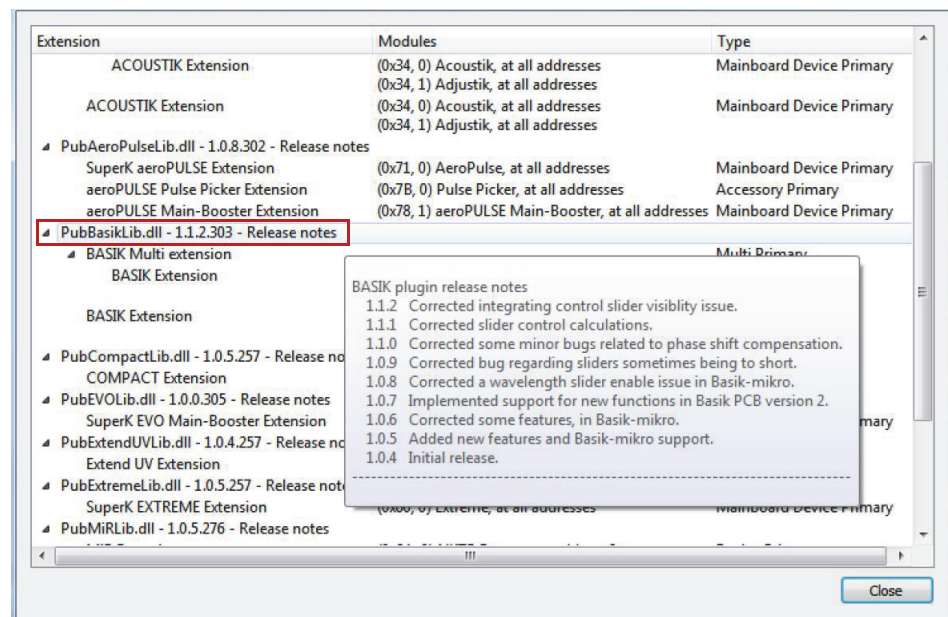 Extension Modules Type
ACOUSTIK Extension (0x34, 0) Acoustik, at all addresses Mainboard Device Primary
(0x34, 1) Adjustik, at all addresses
ACOUSTIK Extension (0x34, 0) Acoustik, at all addresses Mainboard Device Primary
(0x34, 1) Adjustik, at all addresses
PubAeroPulseLib.dll - 1.0.8.302 - Release notes
SuperK aeroPULSE Extension (0x71, 0) AeroPulse, at all addresses Mainboard Device Primary
aeroPULSE Pulse Picker Extension (0x7B, 0) Pulse Picker, at all addresses Accessory Primary
aeroPULSE Main-Booster Extension (0x78, 1) aeroPULSE Main-Booster, at all addresses Mainboard Device Primary
PubBasikLib.dll - 1.1.2.303 - Release notes
BASIK Multi extension Multi Primary
BASIK Extension
BASIK Extension
PubCompactLib.dll - 1.0.5.257 - Release no
COMPACT Extension
PubEVOLib.dll - 1.0.0.305 - Release notes
SuperK EVO Main-Booster Extension mary
PubExtendUVLib.dll - 1.0.4.257 - Release no
Extend UV Extension
PubExtremeLib.dll - 1.0.5.257 - Release note
SuperK EXTREME Extension (0x60, 0) Extreme, at all addresses Mainboard Device Primary
PubMiRLib.dll - 1.0.5.276 - Release notes
BASIK plugin release notes
1.1.2 Corrected integrating control slider visiblity issue.
1.1.1 Corrected slider control calculations.
1.1.0 Corrected some minor bugs related to phase shift compensation.
1.0.9 Corrected bug regarding sliders sometimes being to short.
1.0.8 Corrected a wavelength slider enable issue in Basik-mikro.
1.0.7 Implemented support for new functions in Basik PCB version 2.
1.0.6 Corrected some features, in Basik-mikro.
1.0.5 Added new features and Basik-mikro support.
1.0.4 Initial release.
--------------------------------------------------------------------------------
Close